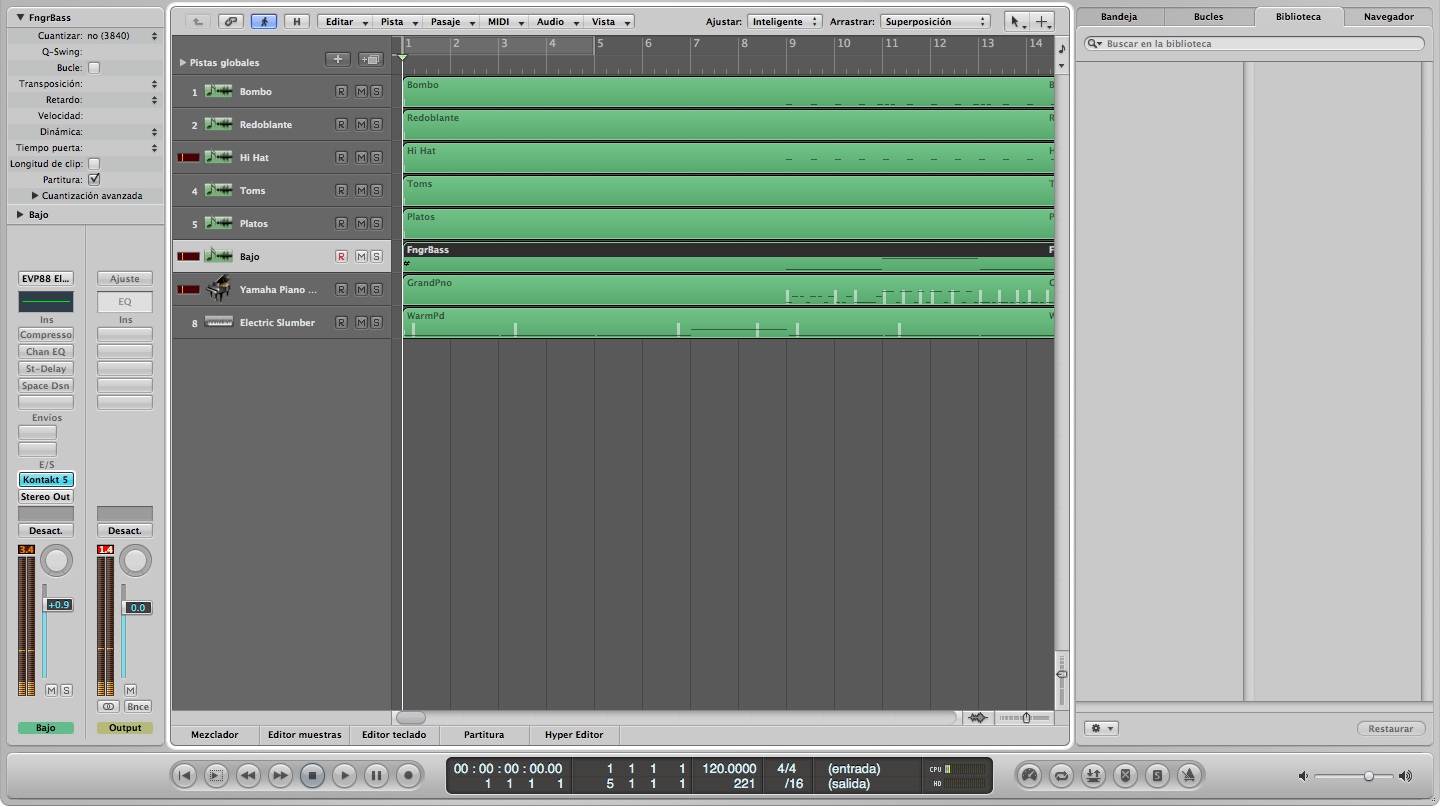 FngrBass
Cuantizar: no (3840)
Q-Swing:
Bucle:
Transposición:
Retardo:
Velocidad:
Dinámica:
Tiempo puerta:
Longitud de clip:
Partitura:
Cuantización avanzada
Bajo
EVP88 El... Ajuste
EQ
Ins Ins
Compresso
Chan EQ
St-Delay
Space Dsn
Envíos
E/S
Kontakt 5
Stereo Out
Desact. Desact.
3.4 1.4
+0.9 0.0
M S M
Bnce
Bajo Output
H Editar Pista Pasaje MIDI Audio Vista Ajustar: Inteligente Arrastrar: Superposición
Pistas globales
1 2 3 4 5 6 7 8 9 10 11 12 13 14
1 Bombo R M S
2 Redoblante R M S
Hi Hat R M S
4 Toms R M S
5 Platos R M S
Bajo R M S
Yamaha Piano ... R M S
8 Electric Slumber R M S
Bombo
Redoblante
Hi Hat
Toms
Platos
FngrBass
GrandPno
WarmPd
Mezclador Editor muestras Editor teclado Partitura Hyper Editor
Bandeja Bucles Biblioteca Navegador
Buscar en la biblioteca
Restaurar
00 : 00 : 00 : 00.00 1 1 1 1 120.0000 4/4 (entrada) CPU
1 1 1 1 5 1 1 1 221 /16 (salida) HD